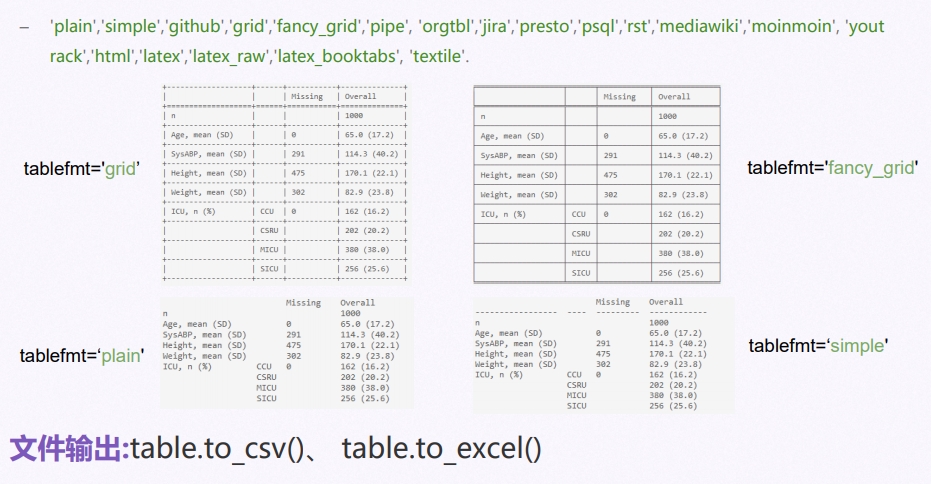 – 'plain','simple','github','grid','fancy_grid','pipe', 'orgtbl','jira','presto','psql','rst','mediawiki','moinmoin', 'yout
rack','html','latex','latex_raw','latex_booktabs', 'textile'.
tablefmt='grid'
Missing Overall
n 1000
Age, mean (SD) 0 65.0 (17.2)
SysABP, mean (SD) 291 114.3 (40.2)
Height, mean (SD) 475 170.1 (22.1)
Weight, mean (SD) 302 82.9 (23.8)
ICU, n (%) CCU 0 162 (16.2)
CSRU 202 (20.2)
MICU 380 (38.0)
SICU 256 (25.6)
Missing Overall
n 1000
Age, mean (SD) 0 65.0 (17.2)
SysABP, mean (SD) 291 114.3 (40.2)
Height, mean (SD) 475 170.1 (22.1)
Weight, mean (SD) 302 82.9 (23.8)
ICU, n (%) CCU 0 162 (16.2)
CSRU 202 (20.2)
MICU 380 (38.0)
SICU 256 (25.6)
tablefmt='fancy_grid'
tablefmt=‘plain'
Missing Overall
n 1000
Age, mean (SD) 0 65.0 (17.2)
SysABP, mean (SD) 291 114.3 (40.2)
Height, mean (SD) 475 170.1 (22.1)
Weight, mean (SD) 302 82.9 (23.8)
ICU, n (%) CCU 0 162 (16.2)
CSRU 202 (20.2)
MICU 380 (38.0)
SICU 256 (25.6)
Missing Overall
n 1000
Age, mean (SD) 0 65.0 (17.2)
SysABP, mean (SD) 291 114.3 (40.2)
Height, mean (SD) 475 170.1 (22.1)
Weight, mean (SD) 302 82.9 (23.8)
ICU, n (%) CCU 0 162 (16.2)
CSRU 202 (20.2)
MICU 380 (38.0)
SICU 256 (25.6)
tablefmt=‘simple'
文件输出:table.to_csv()、 table.to_excel()